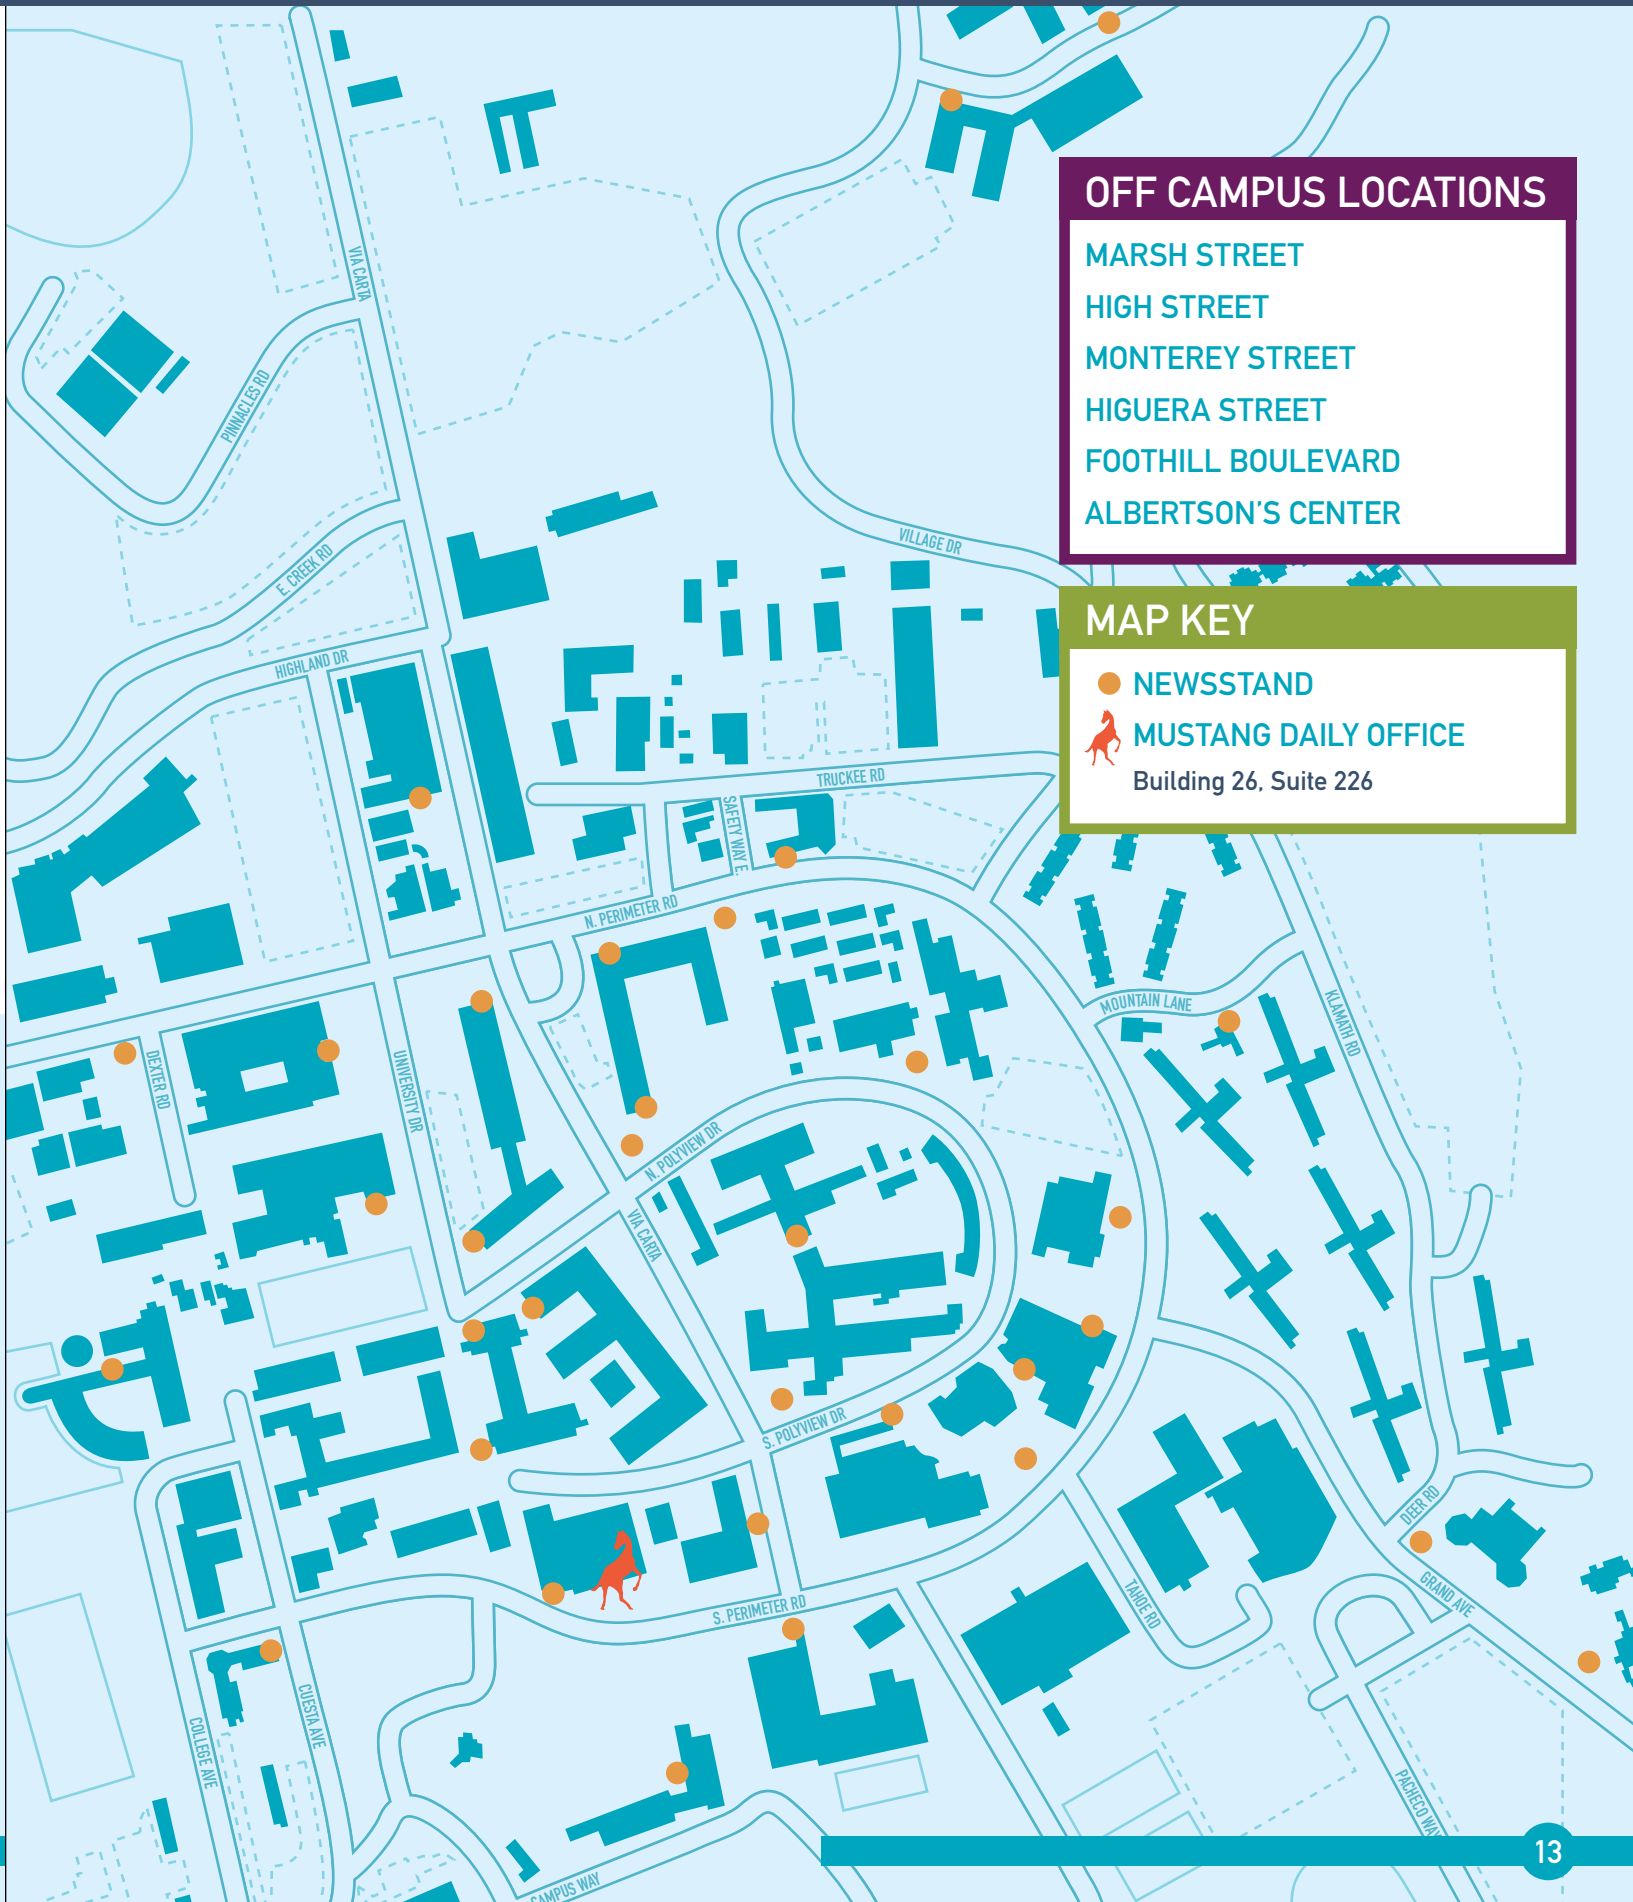 OFF CAMPUS LOCATIONS
MARSH STREET
HIGH STREET
MONTEREY STREET
HIGUERA STREET
FOOTHILL BOULEVARD
ALBERTSON'S CENTER
MAP KEY
NEWSSTAND
MUSTANG DAILY OFFICE
Building 26, Suite 226
VIA CARTA
PINNACLES RD
VILLAGE DR
E. CREEK RD
HIGHLAND DR
TRUCKEE RD
SAFETY WAY E.
N. PERIMETER RD
MOUNTAIN LANE
KLAMATH RD
DEXTER RD
UNIVERSITY DR
N. POLYVIEW DR
VIA CARTA
S. POLYVIEW DR
DEER RD
GRAND AVE
TAHOE RD
S. PERIMETER RD
CUESTA AVE
COLLEGE AVE
PACHECO WAY
CAMPUS WAY
13